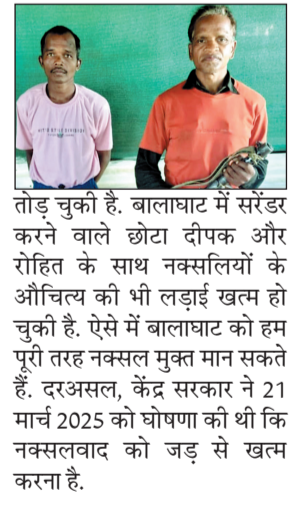 तोड़ चुकी है. बालाघाट में सरेंडर
करने वाले छोटा दीपक और
रोहित के साथ नक्सलियों के
औचित्य की भी लड़ाई खत्म हो
चुकी है. ऐसे में बालाघाट को हम
पूरी तरह नक्सल मुक्त मान सकते
हैं. दरअसल, केंद्र सरकार ने 21
मार्च 2025 को घोषणा की थी कि
नक्सलवाद को जड़ से खत्म
करना है.